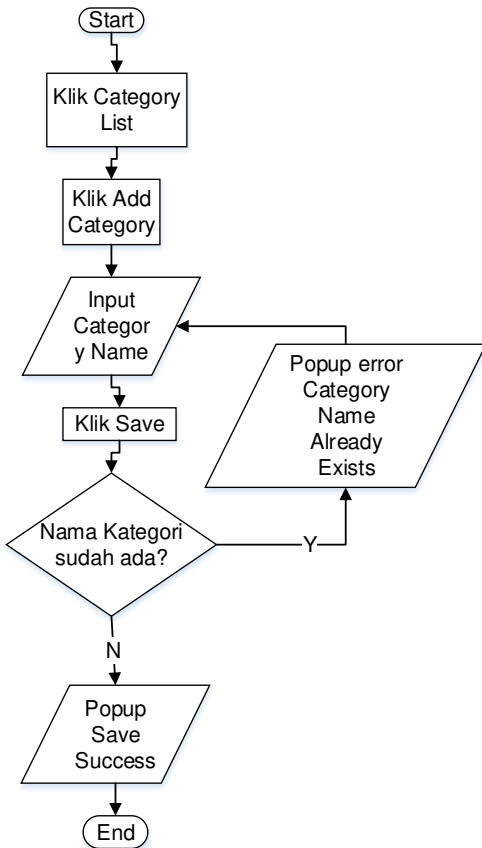 Start
Klik Category
List
Klik Add
Category
Input
Categor
y Name
Klik Save
Nama Kategori
sudah ada?
Y
Popup error
Category
Name
Already
Exists
N
Popup
Save
Success
End